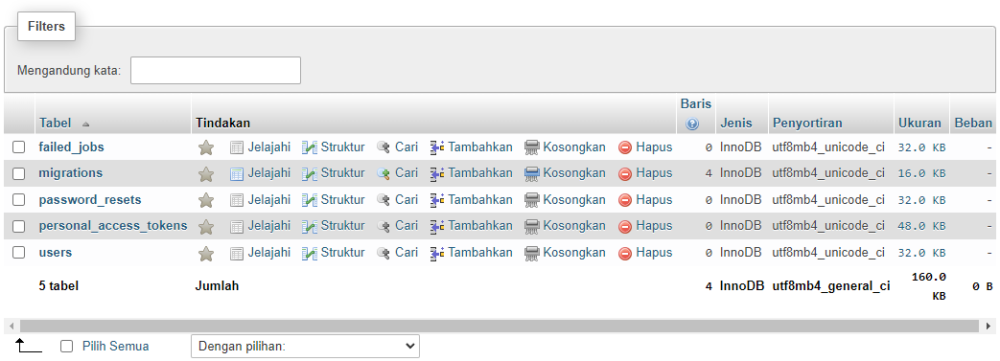 Filters
Mengandung kata:
Tabel Tindakan Baris Jenis Penyortiran Ukuran Beban
failed_jobs Jelajahi Struktur Cari Tambahkan Kosongkan Hapus 0 InnoDB utf8mb4_unicode_ci 32.0 KB -
migrations Jelajahi Struktur Cari Tambahkan Kosongkan Hapus 4 InnoDB utf8mb4_unicode_ci 16.0 KB -
password_resets Jelajahi Struktur Cari Tambahkan Kosongkan Hapus 0 InnoDB utf8mb4_unicode_ci 32.0 KB -
personal_access_tokens Jelajahi Struktur Cari Tambahkan Kosongkan Hapus 0 InnoDB utf8mb4_unicode_ci 48.0 KB -
users Jelajahi Struktur Cari Tambahkan Kosongkan Hapus 0 InnoDB utf8mb4_unicode_ci 32.0 KB -
5 tabel Jumlah 4 InnoDB utf8mb4_general_ci 160.0 KB 0 B
Pilih Semua Dengan pilihan: